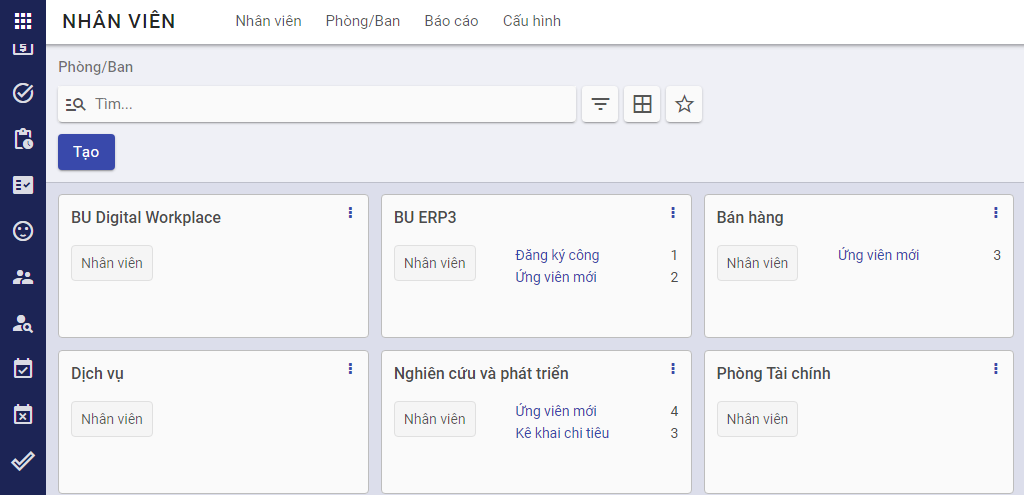 NHÂN VIÊN Nhân viên Phòng/Ban Báo cáo Cấu hình
Phòng/Ban
Tìm...
Tạo
BU Digital Workplace
Nhân viên
BU ERP3
Nhân viên
Đăng ký công 1
Ứng viên mới 2
Bán hàng
Nhân viên
Ứng viên mới 3
Dịch vụ
Nhân viên
Nghiên cứu và phát triển
Nhân viên
Ứng viên mới 4
Kê khai chi tiêu 3
Phòng Tài chính
Nhân viên